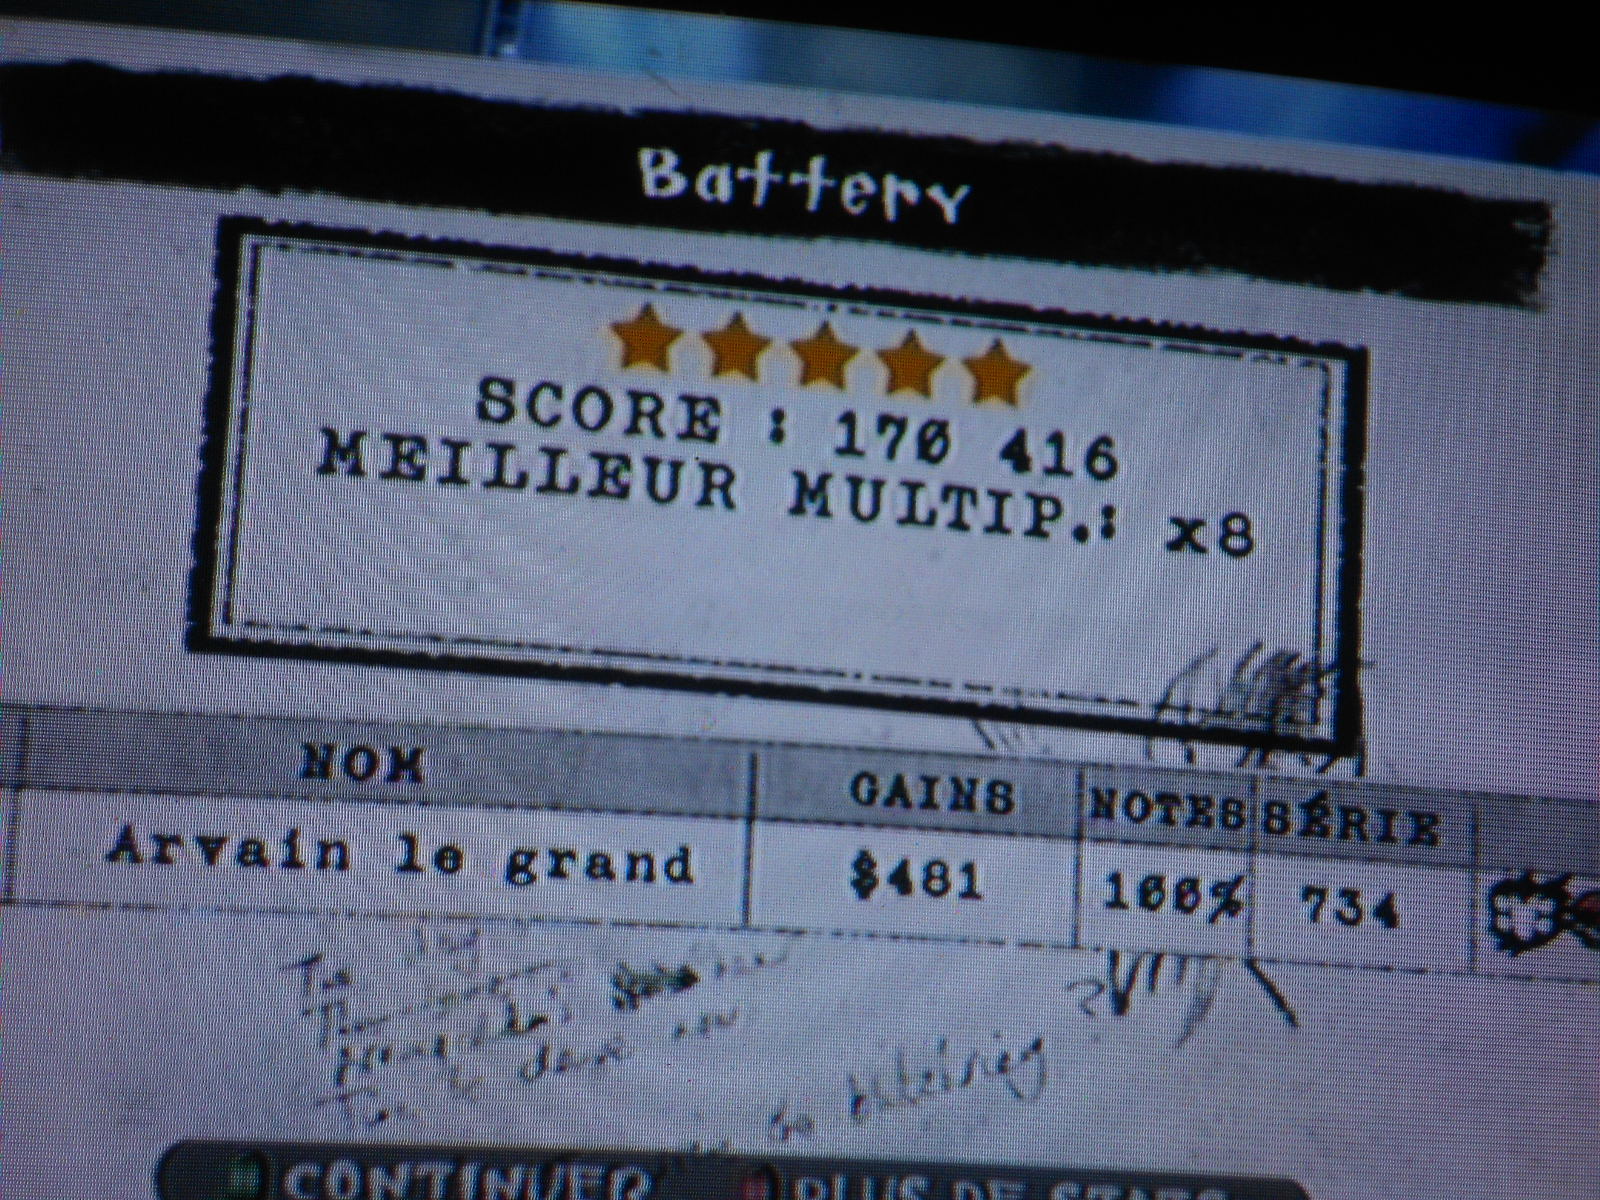 Battery
SCORE : 170 416
MEILLEUR MULTIP.: x8
NOM GAINS NOTES SÉRIE
Arvain le grand $481 100% 734
CONTINUER PLUS DE STATS